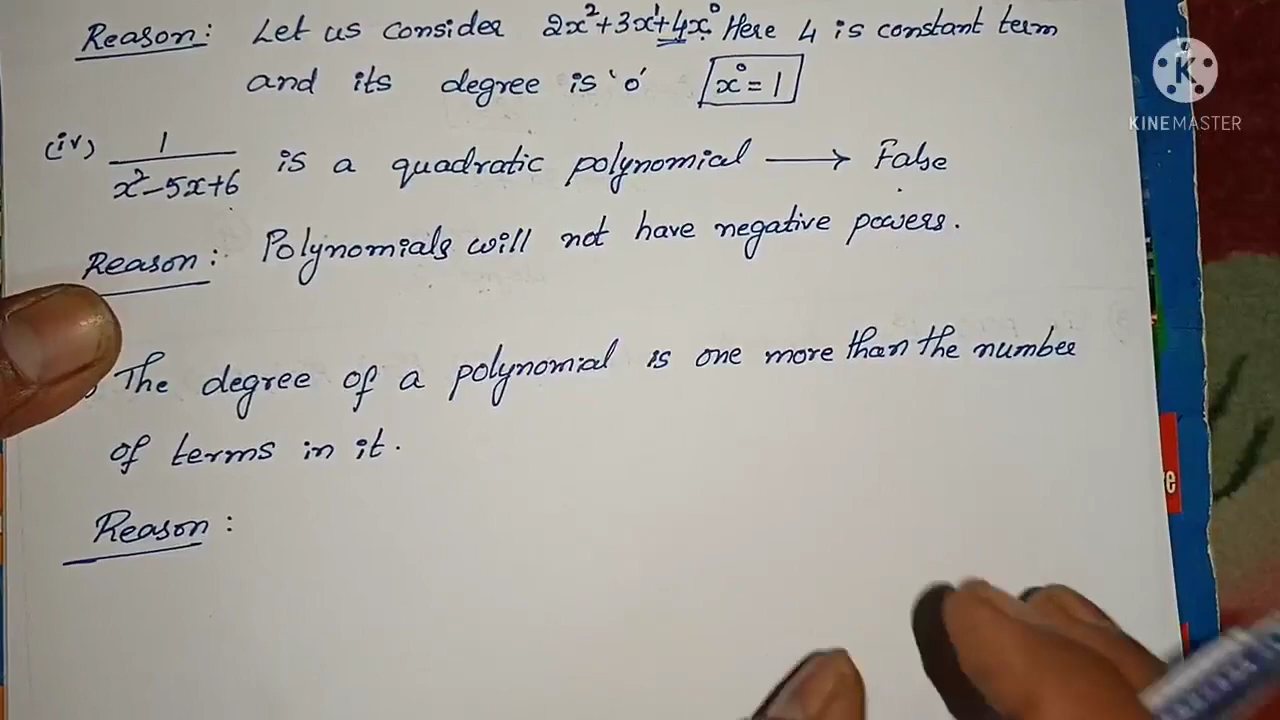 Reason: Let us consider 2x²+3x¹+4x⁰. Here 4 is constant term
and its degree is '0' x⁰ = 1
K
KINEMASTER
(iv) 1/(x²-5x+6) is a quadratic polynomial → False
Reason: Polynomials will not have negative powers.
The degree of a polynomial is one more than the number
of terms in it.
Reason: